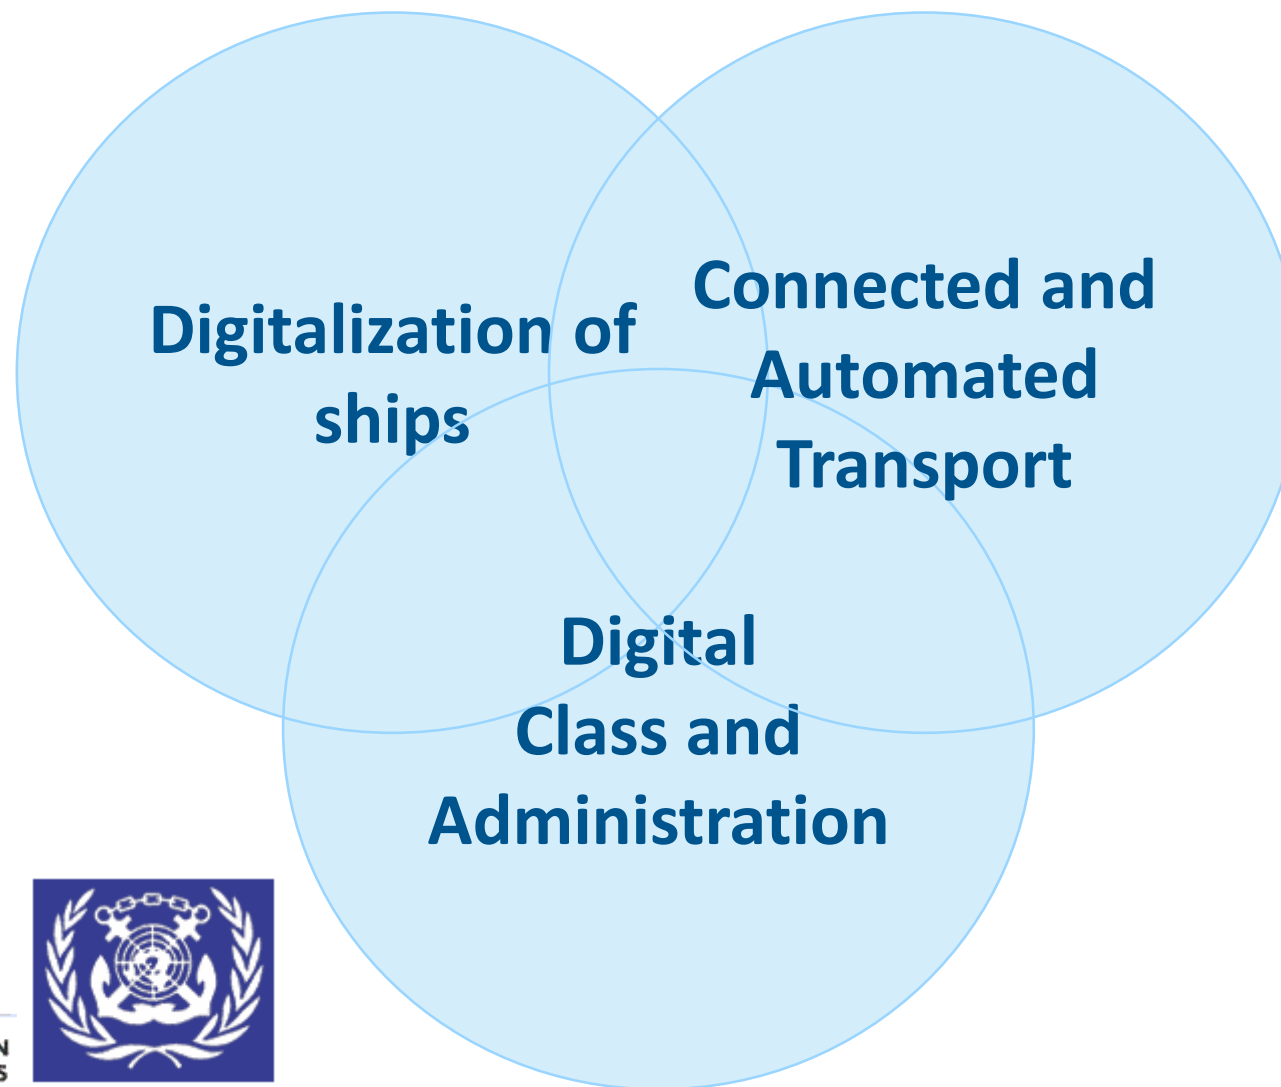 Digitalization of
ships
Connected and
Automated
Transport
Digital
Class and
Administration
N
S